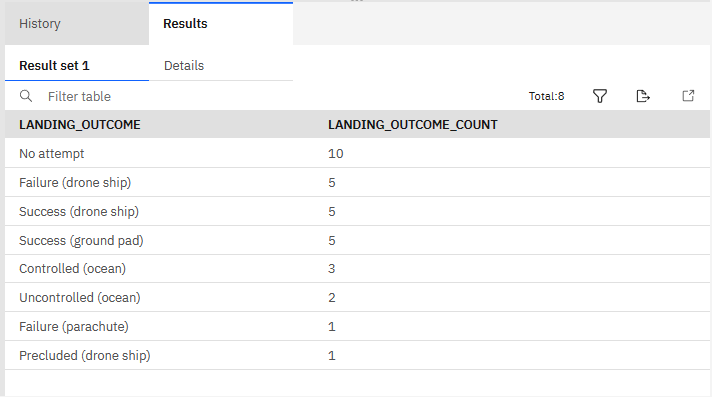 History Results
Result set 1 Details
Filter table Total:8
LANDING_OUTCOME LANDING_OUTCOME_COUNT
No attempt 10
Failure (drone ship) 5
Success (drone ship) 5
Success (ground pad) 5
Controlled (ocean) 3
Uncontrolled (ocean) 2
Failure (parachute) 1
Precluded (drone ship) 1